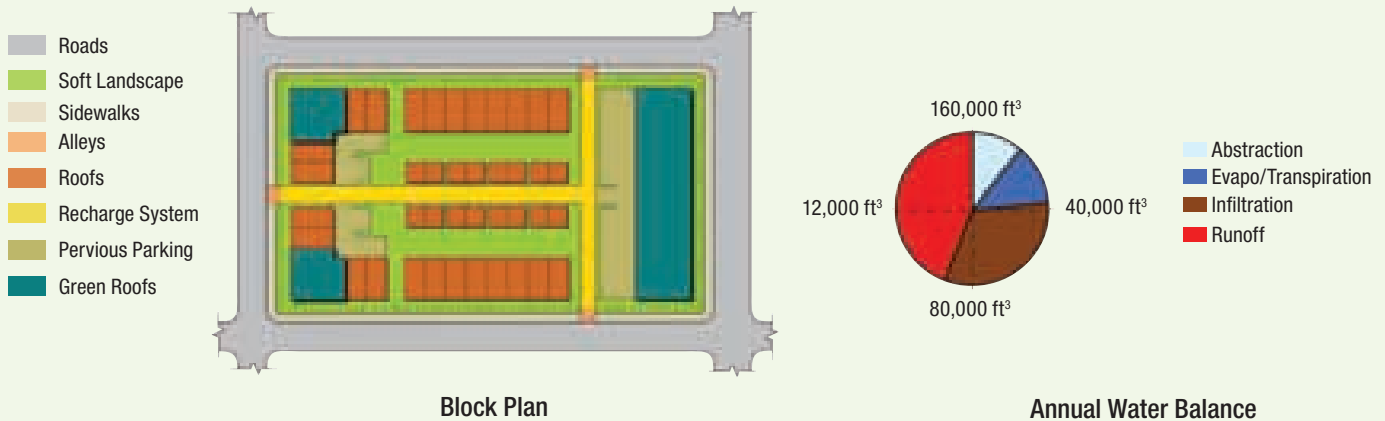 Roads
Soft Landscape
Sidewalks
Alleys
Roofs
Recharge System
Pervious Parking
Green Roofs
Block Plan
160,000 ft³
12,000 ft³
40,000 ft³
80,000 ft³
Abstraction
Evapo/Transpiration
Infiltration
Runoff
Annual Water Balance